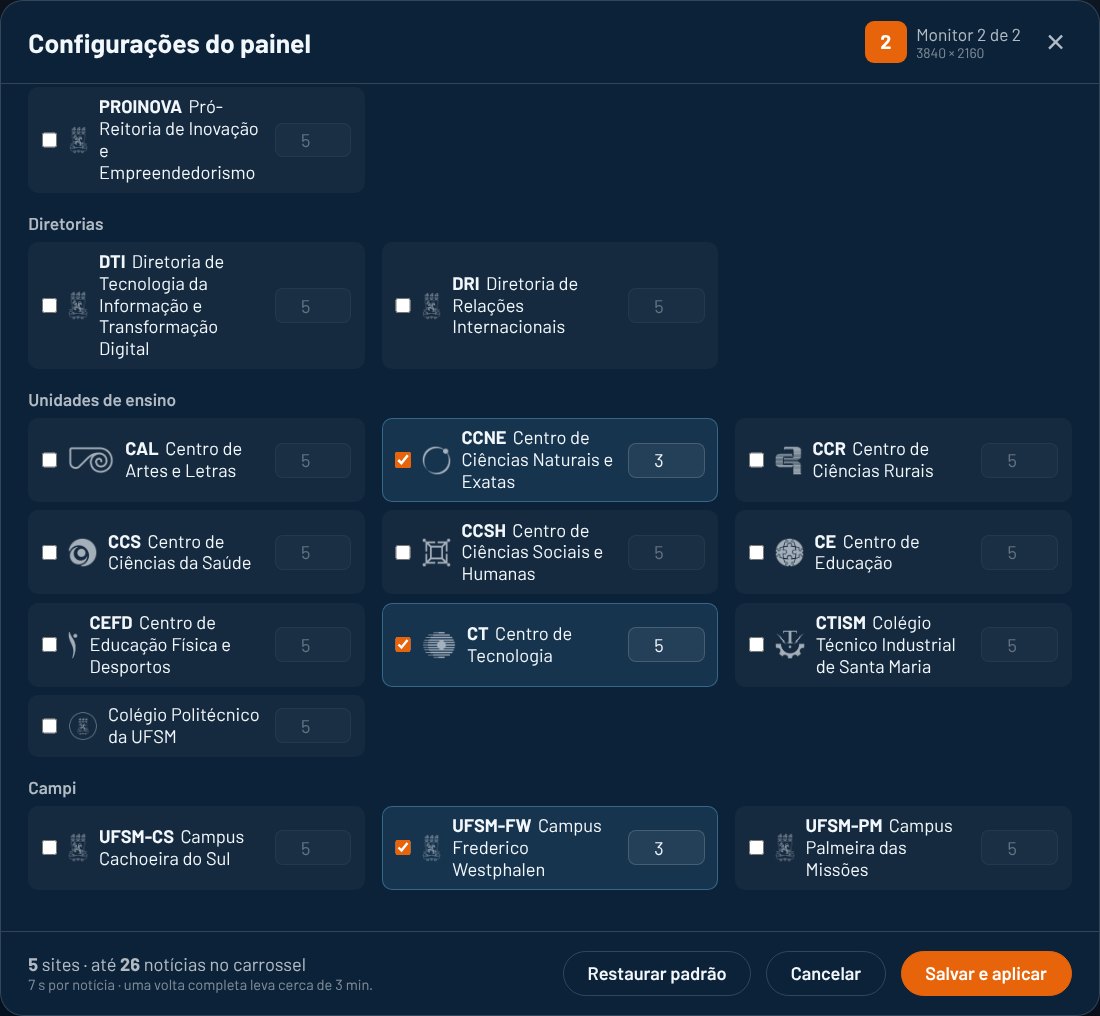 Configurações do painel
2
Monitor 2 de 2
3840 × 2160
PROINOVA Pró-
Reitoria de Inovação
e
Empreendedorismo
5
Diretorias
DTI Diretoria de
Tecnologia da
Informação e
Transformação
Digital
5
DRI Diretoria de
Relações
Internacionais
5
Unidades de ensino
CAL Centro de
Artes e Letras
5
CCNE Centro de
Ciências Naturais e
Exatas
3
CCR Centro de
Ciências Rurais
5
CCS Centro de
Ciências da Saúde
5
CCSH Centro de
Ciências Sociais e
Humanas
5
CE Centro de
Educação
5
CEFD Centro de
Educação Física e
Desportos
5
CT Centro de
Tecnologia
5
CTISM Colégio
Técnico Industrial
de Santa Maria
5
Colégio Politécnico
da UFSM
5
Campi
UFSM-CS Campus
Cachoeira do Sul
5
UFSM-FW Campus
Frederico
Westphalen
3
UFSM-PM Campus
Palmeira das
Missões
5
5 sites · até 26 notícias no carrossel
7 s por notícia · uma volta completa leva cerca de 3 min.
Restaurar padrão
Cancelar
Salvar e aplicar